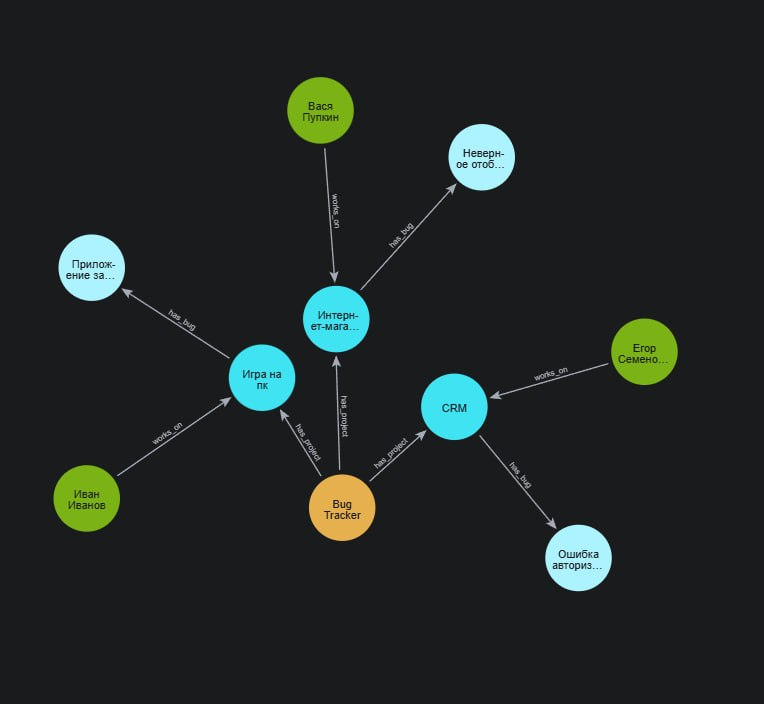 Вася
Пупкин
Неверн-
ое отоб...
works_on
has_bug
Прилож-
ение за...
has_bug
Интерн-
ет-мага...
Егор
Семено...
Игра на
пк
works_on
CRM
works_on
has_project
has_project
has_project
has_bug
Иван
Иванов
Bug
Tracker
Ошибка
авториз...